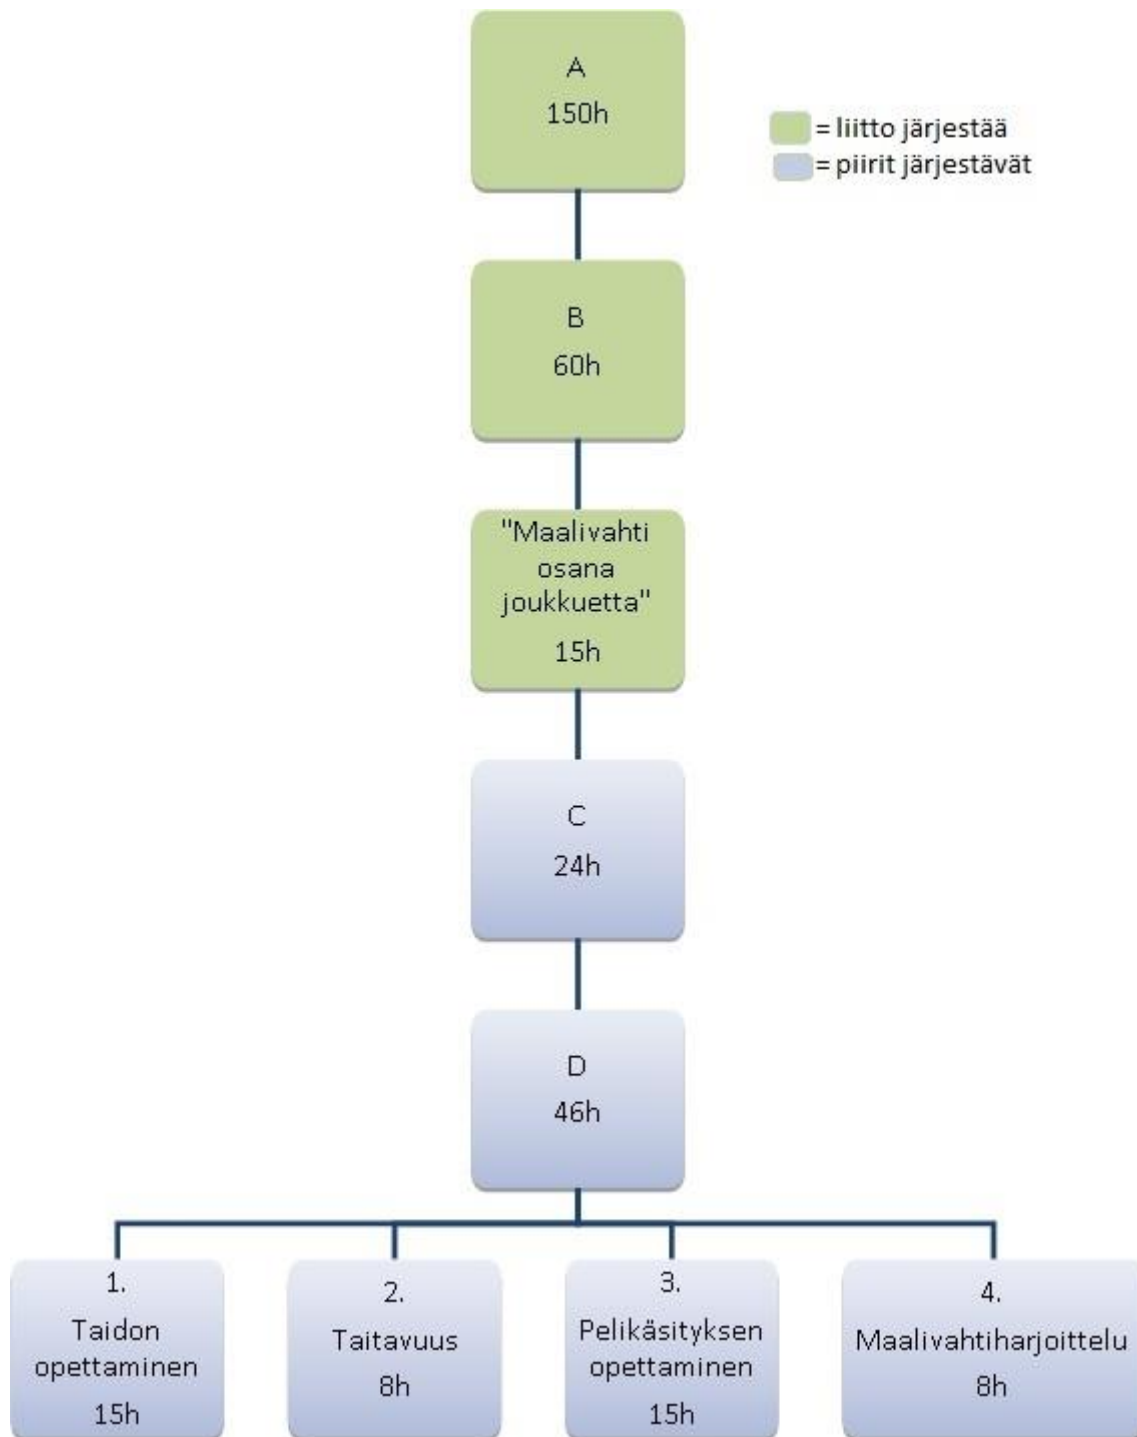 A
150h
= liitto järjestää
= piirit järjestävät
B
60h
"Maalivahti
osana
joukkuetta"
15h
C
24h
D
46h
1.
Taidon
opettaminen
15h
2.
Taitavuus
8h
3.
Pelikäsityksen
opettaminen
15h
4.
Maalivahtiharjoittelu
8h